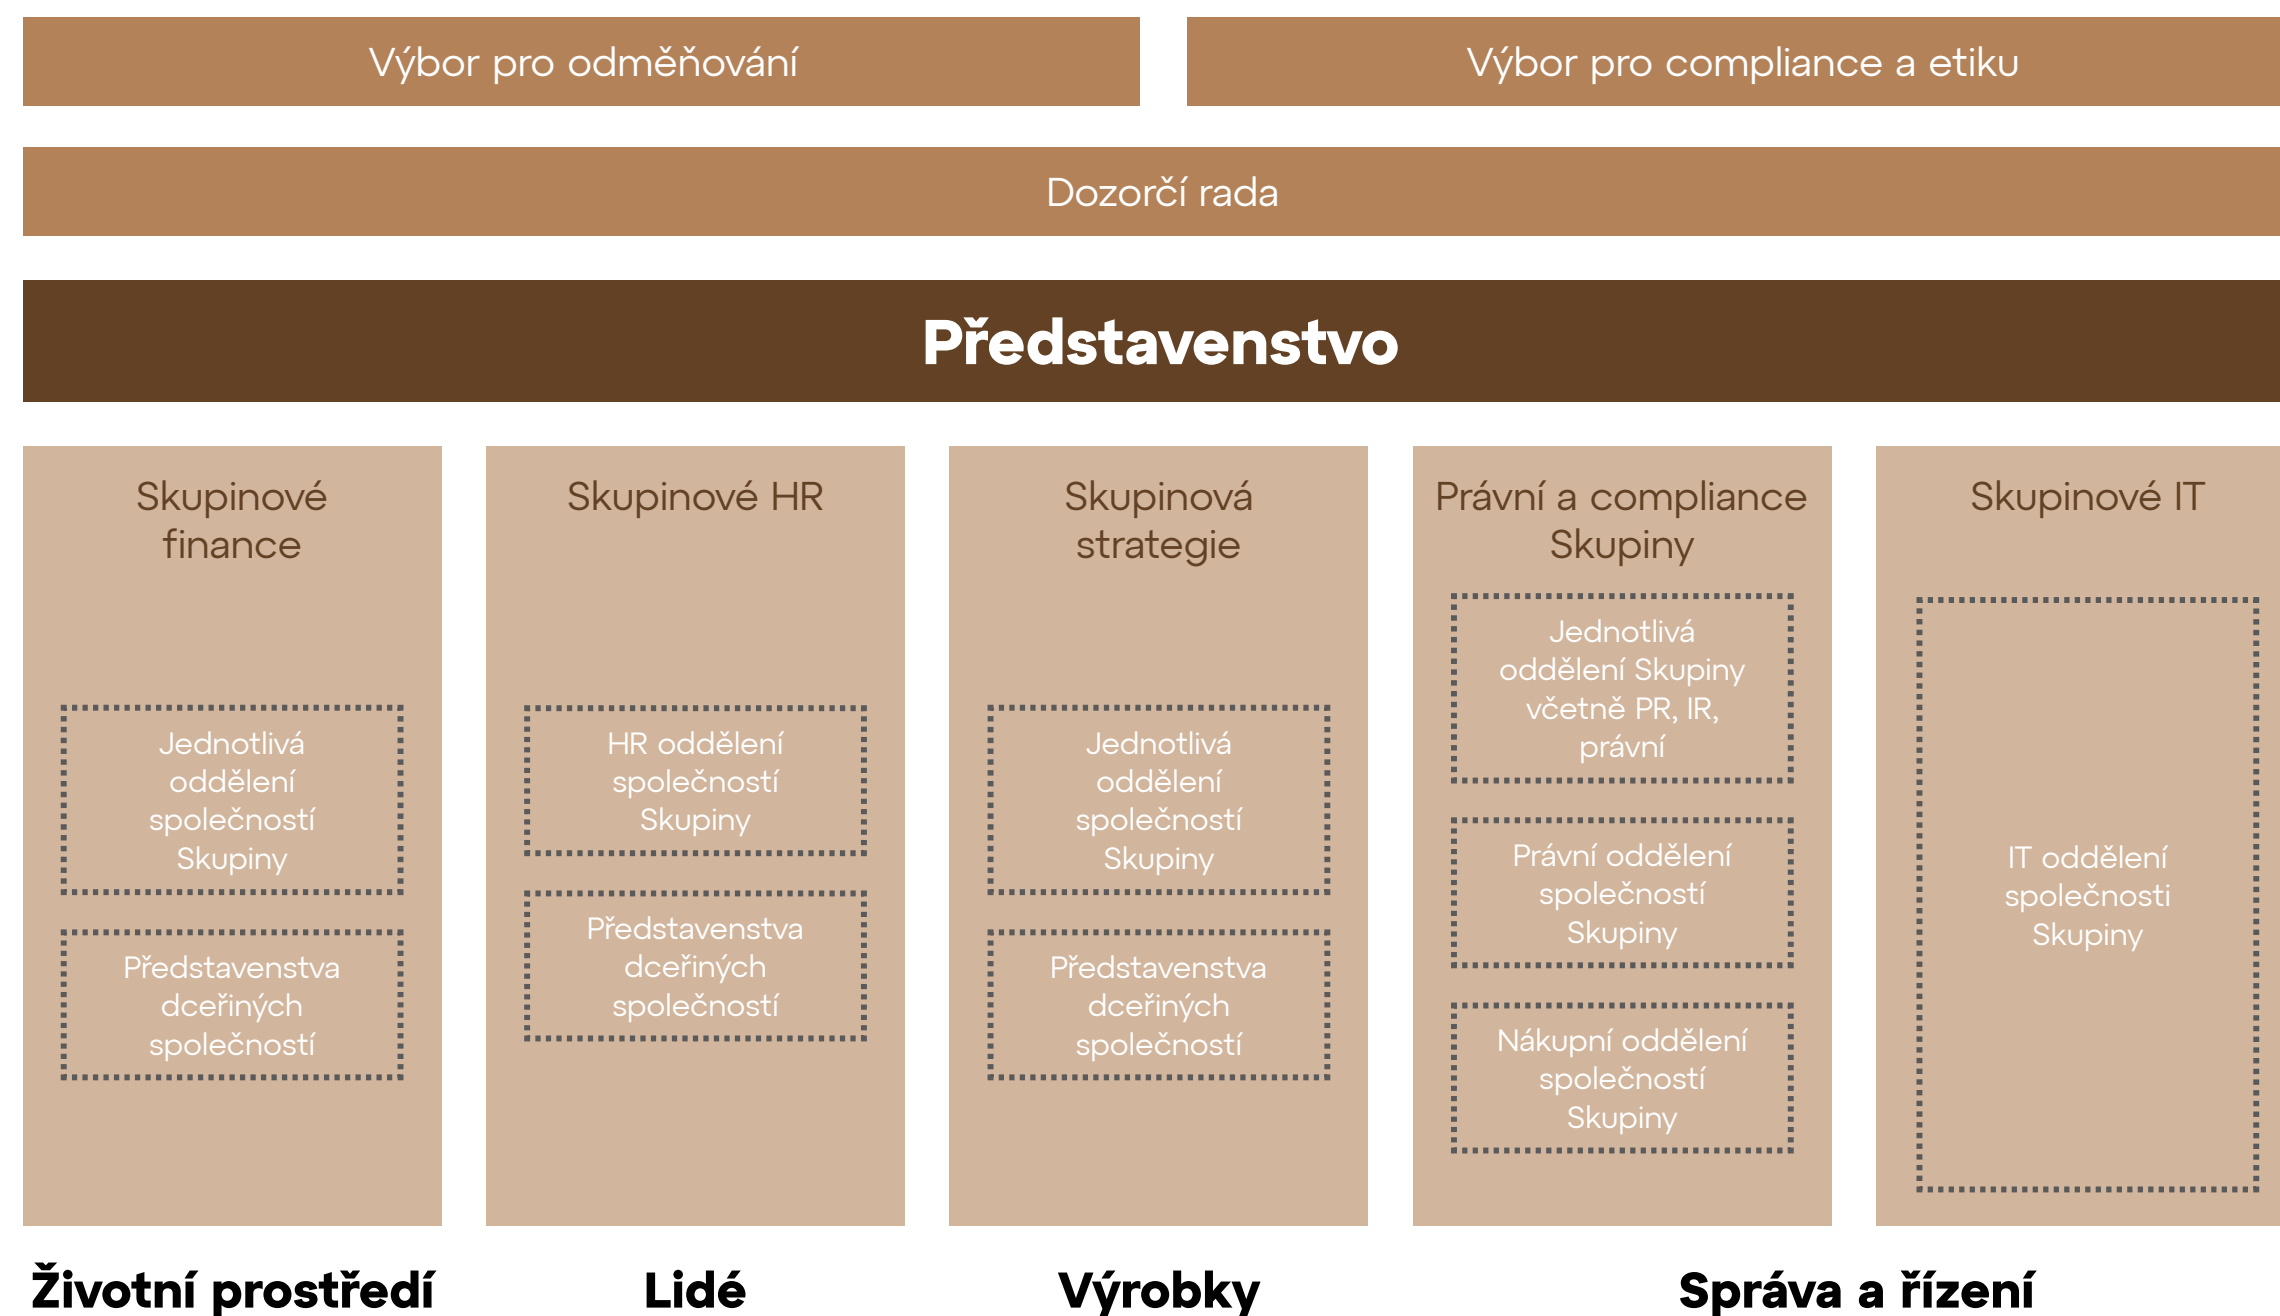 Výbor pro odměňování
Výbor pro compliance a etiku
Dozorčí rada
Představenstvo
Skupinové
finance
Jednotlivá
oddělení
společností
Skupiny
Představenstva
dceřiných
společností
Životní prostředí
Skupinové HR
HR oddělení
společností
Skupiny
Představenstva
dceřiných
společností
Lidé
Skupinová
strategie
Jednotlivá
oddělení
společností
Skupiny
Představenstva
dceřiných
společností
Výrobky
Právní a compliance
Skupiny
Jednotlivá
oddělení Skupiny
včetně PR, IR,
právní
Právní oddělení
společností
Skupiny
Nákupní oddělení
společností
Skupiny
Skupinové IT
IT oddělení
společnosti
Skupiny
Správa a řízení